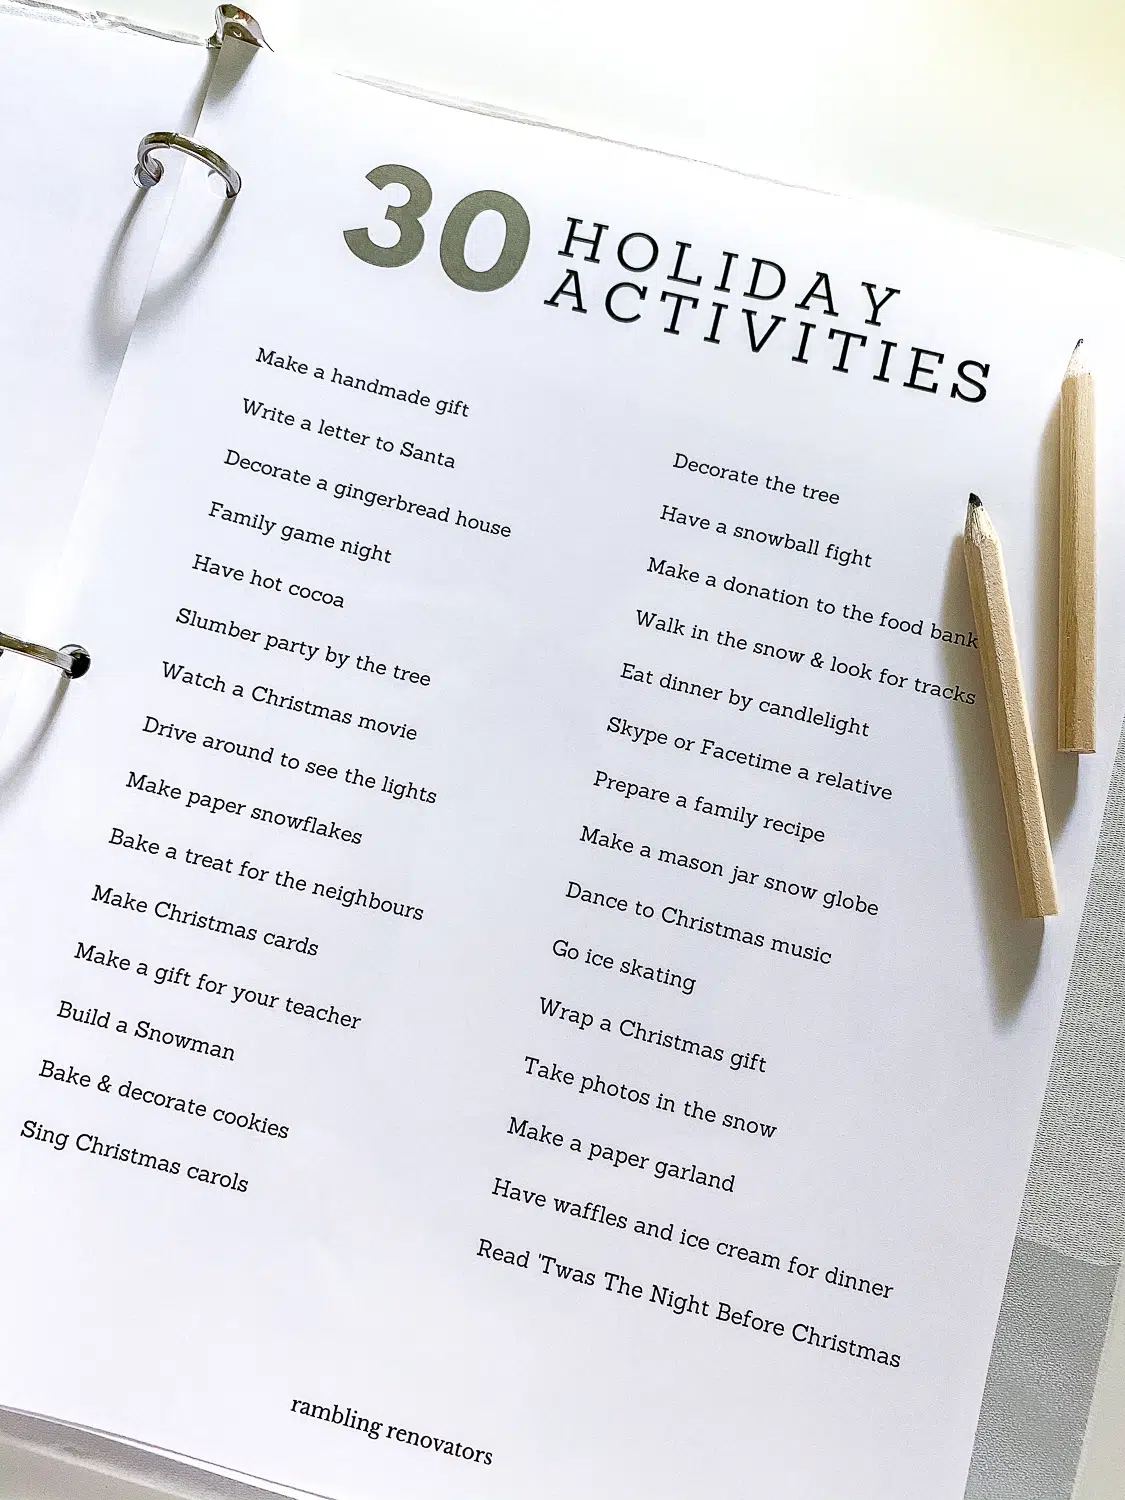 30 HOLIDAY
ACTIVITIES
Make a handmade gift
Write a letter to Santa
Decorate a gingerbread house
Family game night
Have hot cocoa
Slumber party by the tree
Watch a Christmas movie
Drive around to see the lights
Make paper snowflakes
Bake a treat for the neighbours
Make Christmas cards
Make a gift for your teacher
Build a Snowman
Bake & decorate cookies
Sing Christmas carols
Decorate the tree
Have a snowball fight
Make a donation to the food bank
Walk in the snow & look for tracks
Eat dinner by candlelight
Skype or Facetime a relative
Prepare a family recipe
Make a mason jar snow globe
Dance to Christmas music
Go ice skating
Wrap a Christmas gift
Take photos in the snow
Make a paper garland
Have waffles and ice cream for dinner
Read 'Twas The Night Before Christmas
rambling renovators